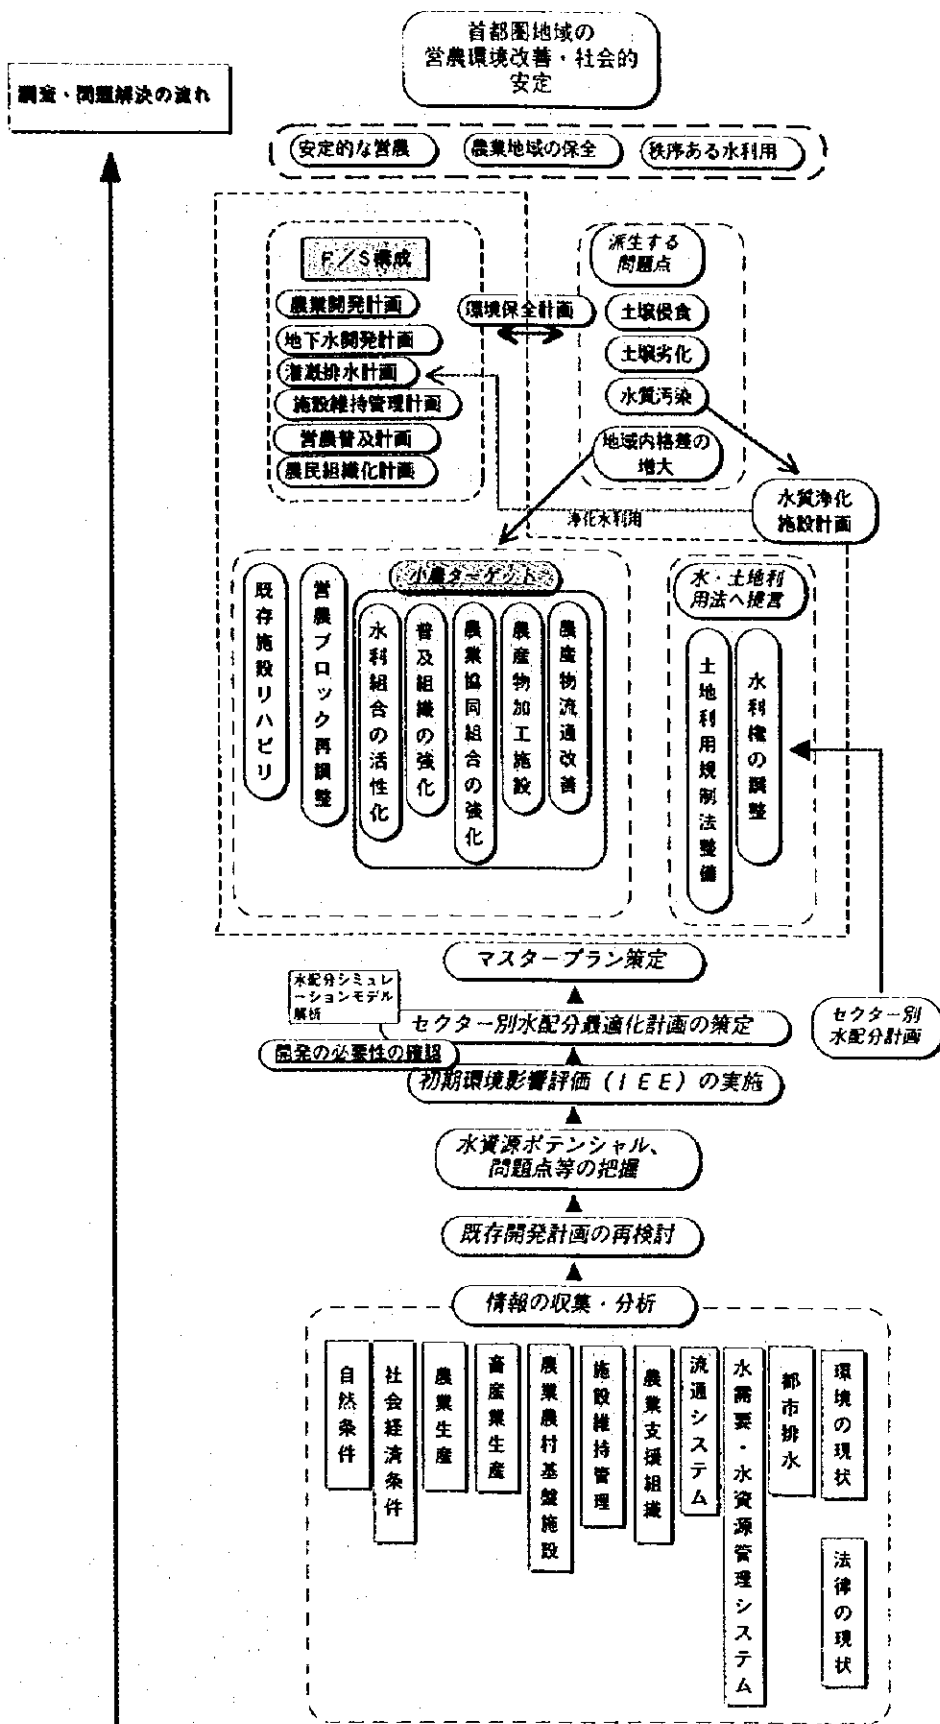 首都圏地域の
営農環境改善・社会的
安定
調査・問題解決の流れ
安定的な営農
農業地域の保全
秩序ある水利用
F/S構成
農業開発計画
地下水開発計画
灌漑排水計画
施設維持管理計画
営農普及計画
農民組織化計画
環境保全計画
派生する
問題点
土壌侵食
土壌劣化
水質汚染
地域内格差の
増大
水質浄化
施設計画
浄化水利用
既存施設リハビリ
営農ブロック再調整
小農ターゲット
水利組合の活性化
普及組織の強化
農業協同組合の強化
農産物加工施設
農産物流通改善
水・土地利
用法へ提言
土地利用規制法整備
水利権の調整
マスタープラン策定
水配分シミュレ
ーションモデル
解析
セクター別水配分最適化計画の策定
セクター別
水配分計画
開発の必要性の確認
初期環境影響評価(IEE)の実施
水資源ポテンシャル、
問題点等の把握
既存開発計画の再検討
情報の収集・分析
自然条件
社会経済条件
農業生産
畜産業生産
農業農村基盤施設
施設維持管理
農業支援組織
流通システム
水需要・水資源管理システム
都市排水
環境の現状
法律の現状